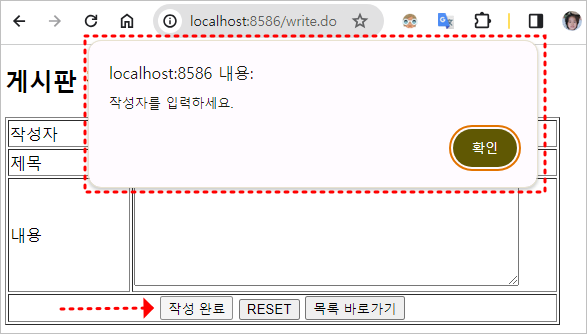 localhost:8586/write.do
게시판
localhost:8586 내용:
작성자를 입력하세요.
확인
작성자
제목
내용
작성 완료 RESET 목록 바로가기